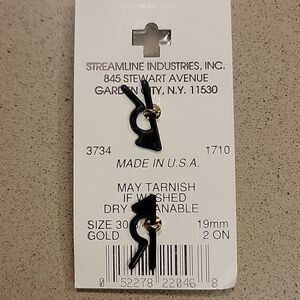 STREAMLINE INDUSTRIES, INC.
845 STEWART AVENUE
GARDEN CITY, N.Y. 11530
3734 1710
MADE IN U.S.A.
MAY TARNISH
IF WASHED
DRY CLEANABLE
SIZE 30 19mm
GOLD 2 ON
0 52278 22046 8